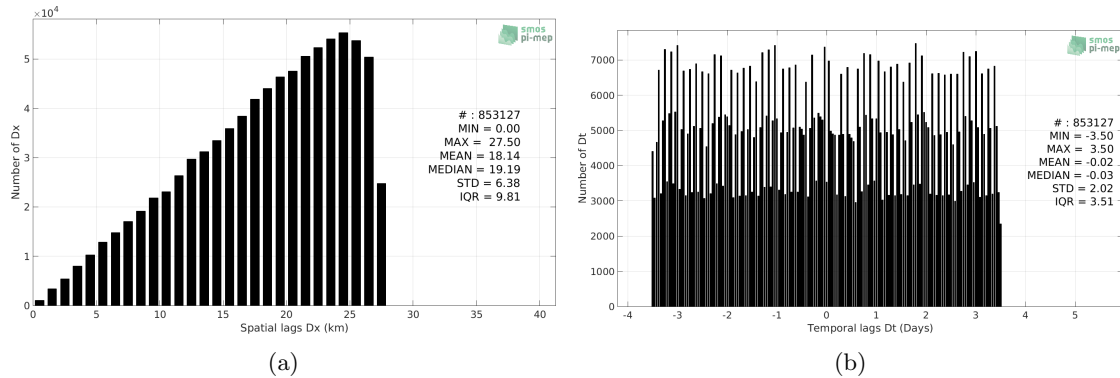 ×10⁴
smos
pi-mep
# : 853127
MIN = 0.00
MAX = 27.50
MEAN = 18.14
MEDIAN = 19.19
STD = 6.38
IQR = 9.81
Number of Dx
5
4
3
2
1
0
0 5 10 15 20 25 30 35 40
Spatial lags Dx (km)
(a)
smos
pi-mep
# : 853127
MIN = -3.50
MAX = 3.50
MEAN = -0.02
MEDIAN = -0.03
STD = 2.02
IQR = 3.51
Number of Dt
7000
6000
5000
4000
3000
2000
1000
0
-4 -3 -2 -1 0 1 2 3 4 5
Temporal lags Dt (Days)
(b)